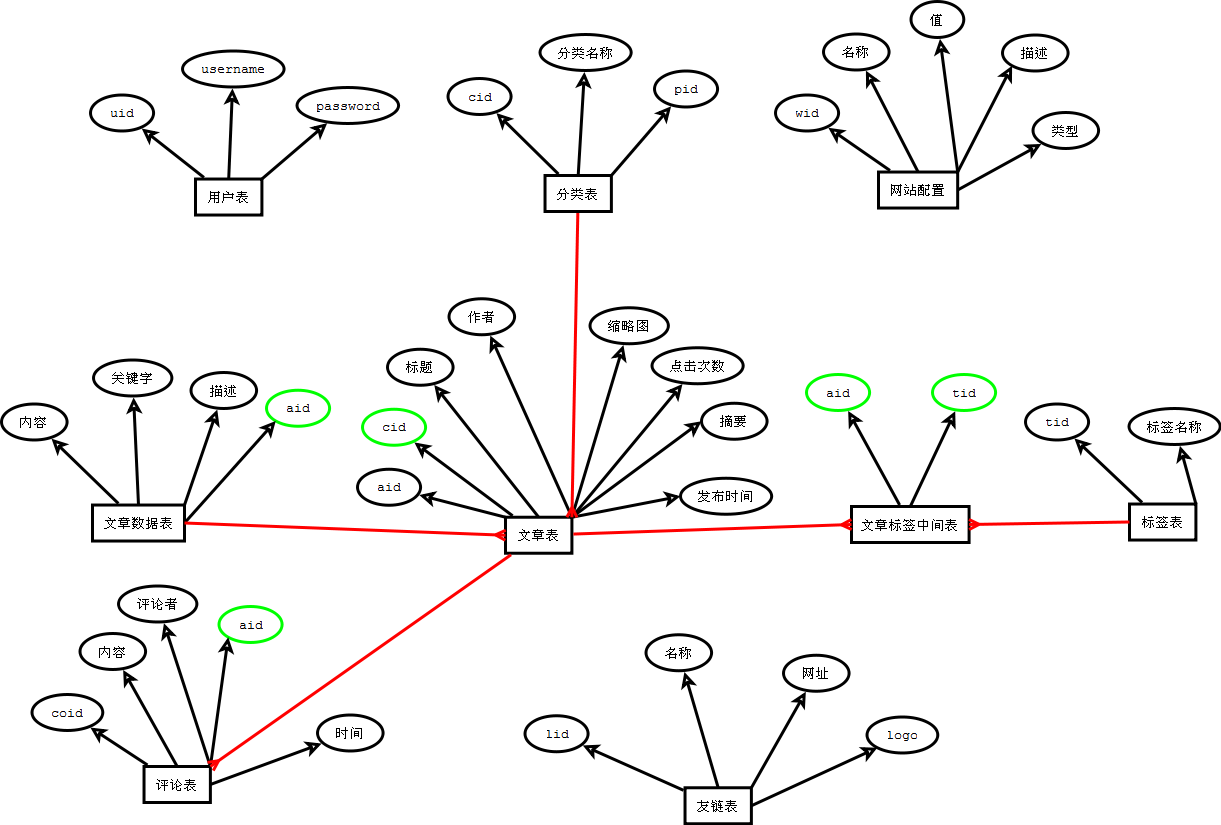 值
名称
描述
分类名称
username
cid
pid
password
uid
wid
类型
用户表
分类表
网站配置
作者
缩略图
标题
点击次数
关键字
描述
aid
aid
tid
内容
cid
摘要
tid
标签名称
aid
发布时间
文章数据表
文章表
文章标签中间表
标签表
评论者
aid
内容
名称
网址
coid
时间
lid
logo
评论表
友链表